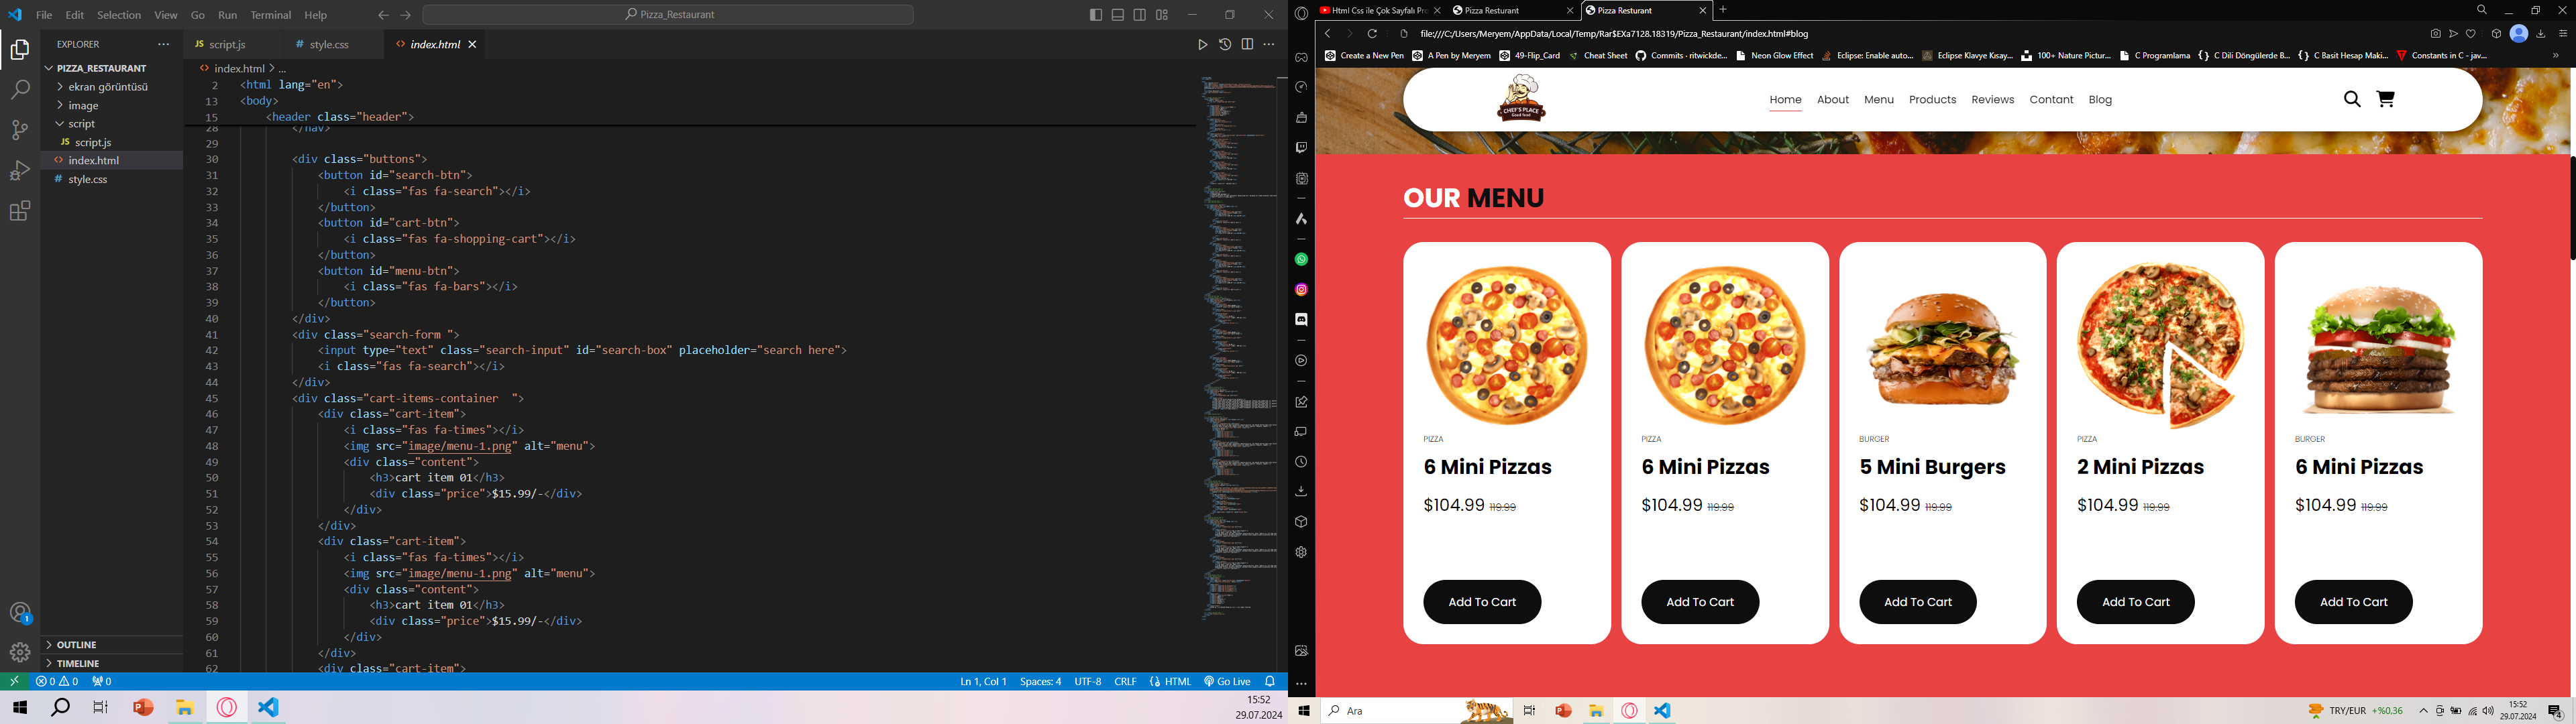 File Edit Selection View Go Run Terminal Help
Pizza_Restaurant
EXPLORER
PIZZA_RESTAURANT
ekran görüntüsü
image
script
JS script.js
index.html
style.css
OUTLINE
TIMELINE
JS script.js
style.css
index.html
index.html > ...
2 <html lang="en">
13 <body>
15 <header class="header">
28 </nav>
29
30 <div class="buttons">
31 <button id="search-btn">
32 <i class="fas fa-search"></i>
33 </button>
34 <button id="cart-btn">
35 <i class="fas fa-shopping-cart"></i>
36 </button>
37 <button id="menu-btn">
38 <i class="fas fa-bars"></i>
39 </button>
40 </div>
41 <div class="search-form ">
42 <input type="text" class="search-input" id="search-box" placeholder="search here">
43 <i class="fas fa-search"></i>
44 </div>
45 <div class="cart-items-container  ">
46 <div class="cart-item">
47 <i class="fas fa-times"></i>
48 <img src="image/menu-1.png" alt="menu">
49 <div class="content">
50 <h3>cart item 01</h3>
51 <div class="price">$15.99/-</div>
52 </div>
53 </div>
54 <div class="cart-item">
55 <i class="fas fa-times"></i>
56 <img src="image/menu-1.png" alt="menu">
57 <div class="content">
58 <h3>cart item 01</h3>
59 <div class="price">$15.99/-</div>
60 </div>
61 </div>
62 <div class="cart-item">
1
0 0 0
Ln 1, Col 1 Spaces: 4 UTF-8 CRLF HTML Go Live
15:52
29.07.2024
Html Css ile Çok Sayfalı Pr
Pizza Resturant
Pizza Resturant
file:///C:/Users/Meryem/AppData/Local/Temp/Rar$EXa7128.18319/Pizza_Restaurant/index.html#blog
Create a New Pen A Pen by Meryem 49-Flip_Card Cheat Sheet Commits - ritwickde... Neon Glow Effect Eclipse: Enable auto... Eclipse Klavye Kısay... 100+ Nature Pictur... C Programlama C Dili Döngülerde B... C Basit Hesap Maki... Constants in C - jav...
CHEF'S PLACE
Good food
Home About Menu Products Reviews Contant Blog
OUR MENU
PIZZA
6 Mini Pizzas
$104.99 119.99
Add To Cart
PIZZA
6 Mini Pizzas
$104.99 119.99
Add To Cart
BURGER
5 Mini Burgers
$104.99 119.99
Add To Cart
PIZZA
2 Mini Pizzas
$104.99 119.99
Add To Cart
BURGER
6 Mini Pizzas
$104.99 119.99
Add To Cart
Ara
TRY/EUR +%0,36
15:52
29.07.2024